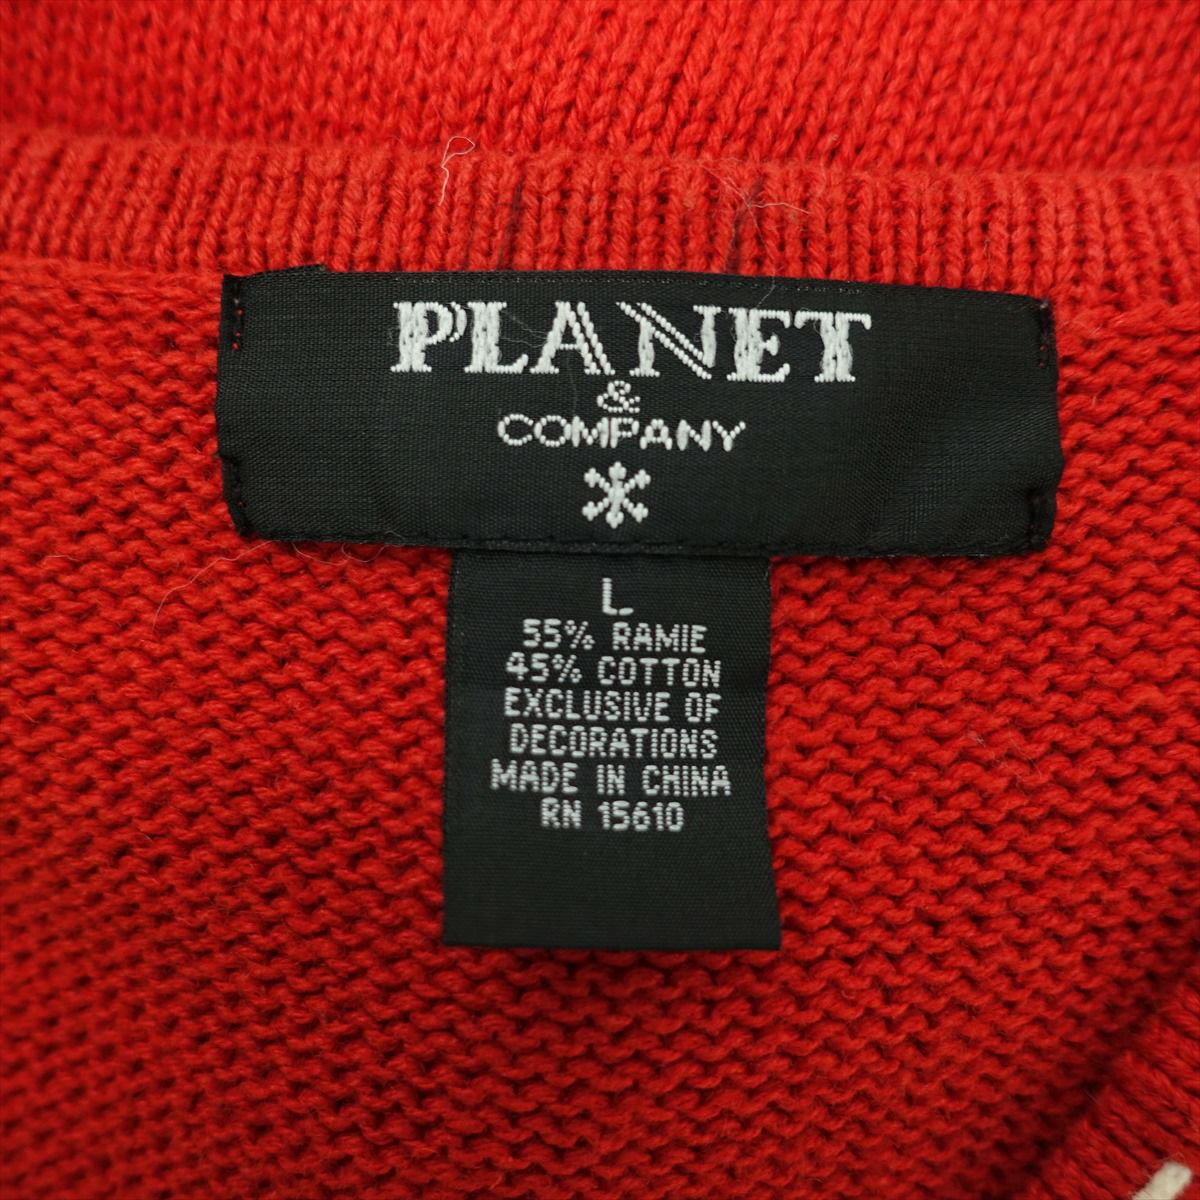 PLANET
&
COMPANY
L
55% RAMIE
45% COTTON
EXCLUSIVE OF
DECORATIONS
MADE IN CHINA
RN 15610